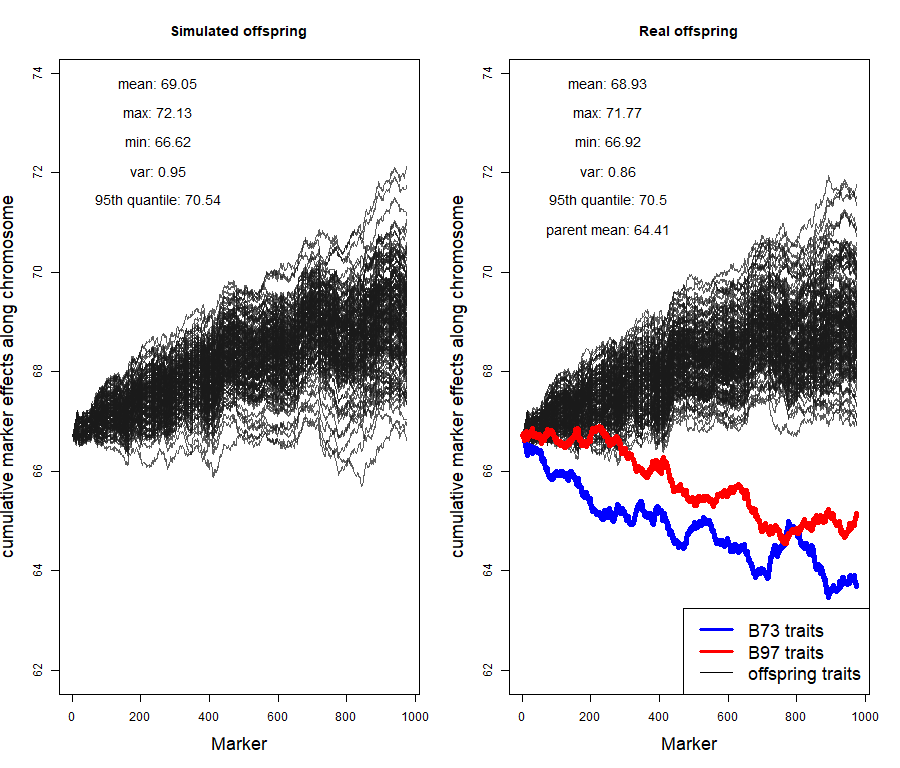 Simulated offspring
cumulative marker effects along chromosome
74
72
70
68
66
64
62
mean: 69.05
max: 72.13
min: 66.62
var: 0.95
95th quantile: 70.54
0
200
400
600
800
1000
Marker
Real offspring
cumulative marker effects along chromosome
74
72
70
68
66
64
62
mean: 68.93
max: 71.77
min: 66.92
var: 0.86
95th quantile: 70.5
parent mean: 64.41
B73 traits
B97 traits
offspring traits
0
200
400
600
800
1000
Marker